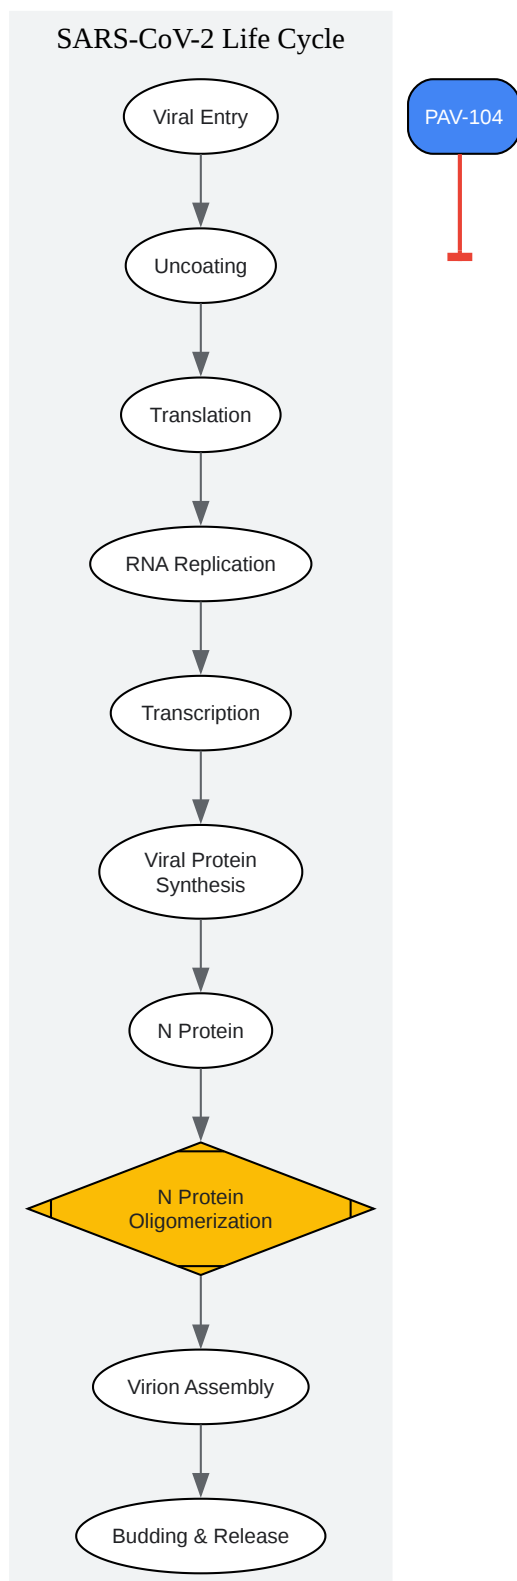 SARS-CoV-2 Life Cycle
Viral Entry
PAV-104
Uncoating
Translation
RNA Replication
Transcription
Viral Protein
Synthesis
N Protein
N Protein
Oligomerization
Virion Assembly
Budding & Release